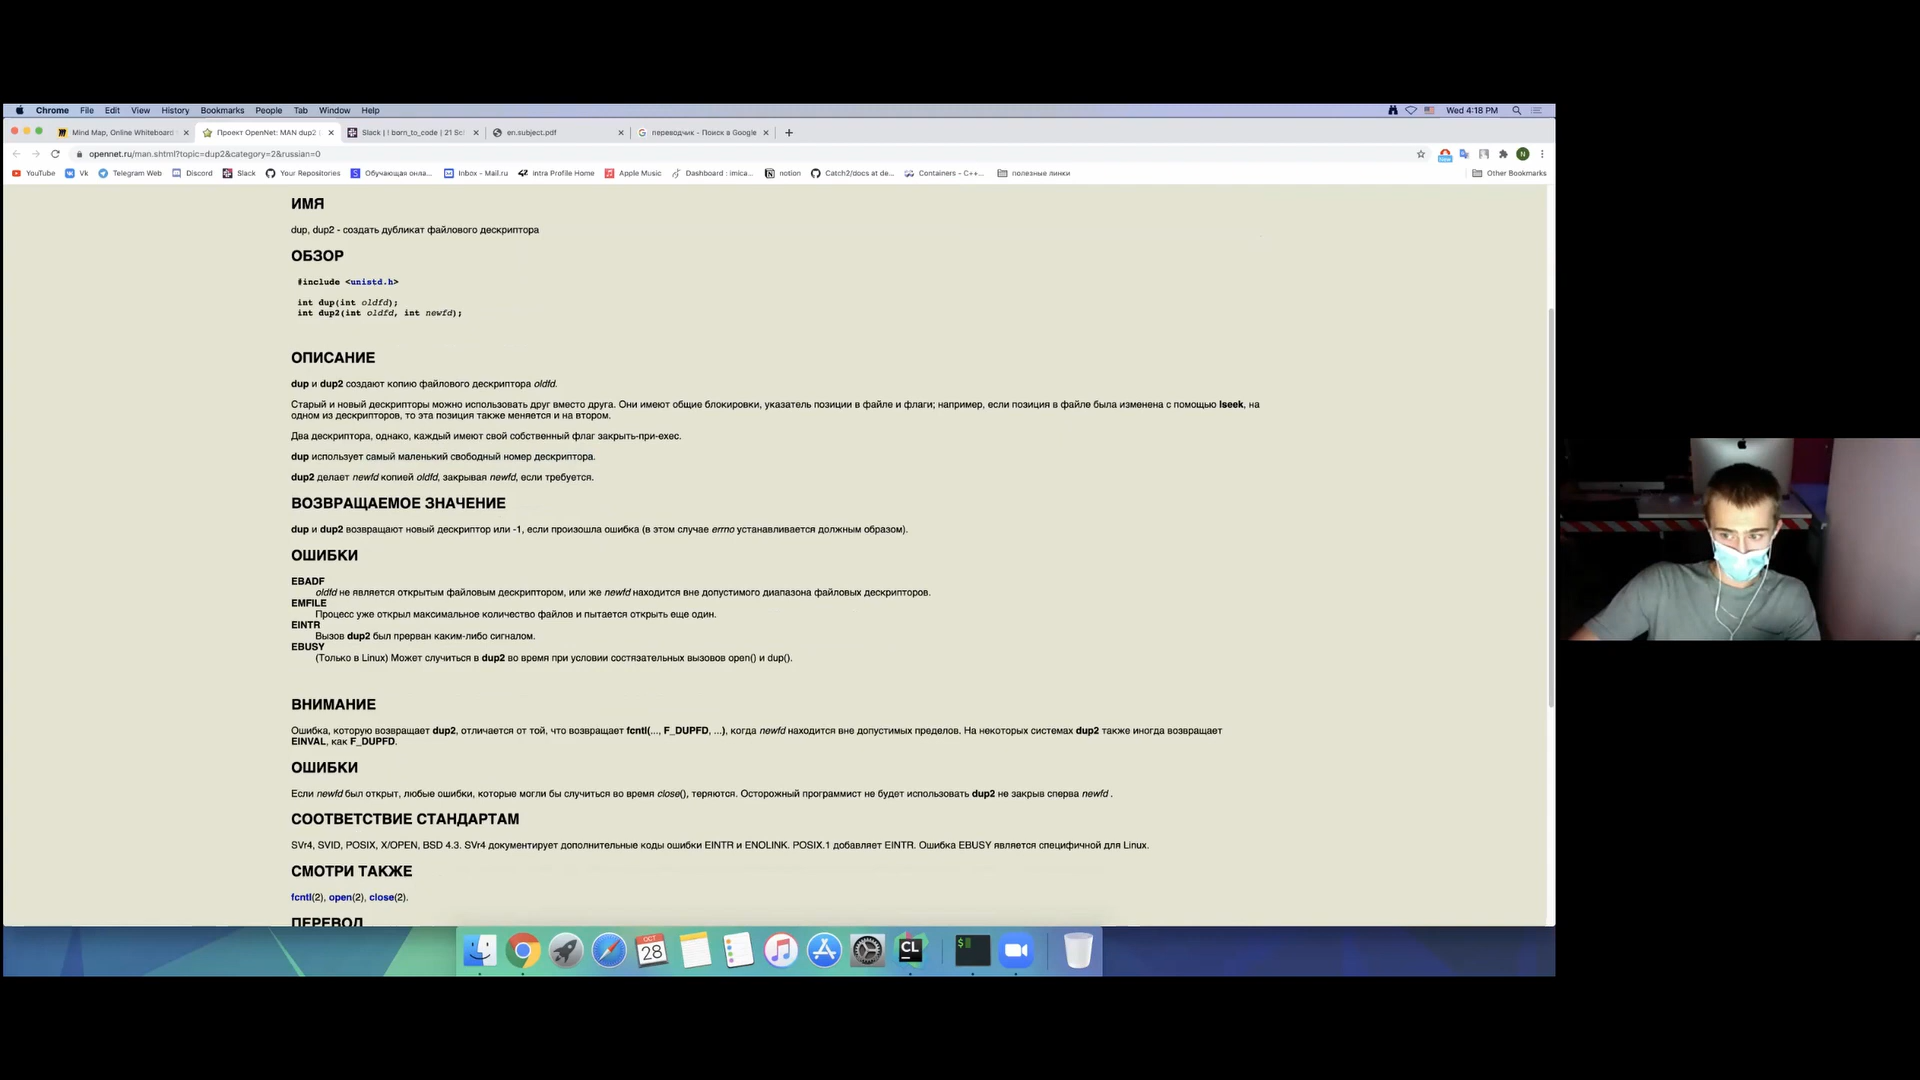 Chrome File Edit View History Bookmarks People Tab Window Help
Wed 4:18 PM
Mind Map, Online Whiteboard
Проект OpenNet: MAN dup2
Slack | ! born_to_code | 21 Sch
en.subject.pdf
переводчик - Поиск в Google
opennet.ru/man.shtml?topic=dup2&category=2&russian=0
N
YouTube Vk Telegram Web Discord Slack Your Repositories Обучающая онла... Inbox - Mail.ru Intra Profile Home Apple Music Dashboard : imica... notion Catch2/docs at de... Containers - C++... полезные линки Other Bookmarks
ИМЯ
dup, dup2 - создать дубликат файлового дескриптора
ОБЗОР
#include <unistd.h>
int dup(int oldfd);
int dup2(int oldfd, int newfd);
ОПИСАНИЕ
dup и dup2 создают копию файлового дескриптора oldfd.
Старый и новый дескрипторы можно использовать друг вместо друга. Они имеют общие блокировки, указатель позиции в файле и флаги; например, если позиция в файле была изменена с помощью lseek, на
одном из дескрипторов, то эта позиция также меняется и на втором.
Два дескриптора, однако, каждый имеют свой собственный флаг закрыть-при-exec.
dup использует самый маленький свободный номер дескриптора.
dup2 делает newfd копией oldfd, закрывая newfd, если требуется.
ВОЗВРАЩАЕМОЕ ЗНАЧЕНИЕ
dup и dup2 возвращают новый дескриптор или -1, если произошла ошибка (в этом случае errno устанавливается должным образом).
ОШИБКИ
EBADF
oldfd не является открытым файловым дескриптором, или же newfd находится вне допустимого диапазона файловых дескрипторов.
EMFILE
Процесс уже открыл максимальное количество файлов и пытается открыть еще один.
EINTR
Вызов dup2 был прерван каким-либо сигналом.
EBUSY
(Только в Linux) Может случиться в dup2 во время при условии состязательных вызовов open() и dup().
ВНИМАНИЕ
Ошибка, которую возвращает dup2, отличается от той, что возвращает fcntl(..., F_DUPFD, ...), когда newfd находится вне допустимых пределов. На некоторых системах dup2 также иногда возвращает
EINVAL, как F_DUPFD.
ОШИБКИ
Если newfd был открыт, любые ошибки, которые могли бы случиться во время close(), теряются. Осторожный программист не будет использовать dup2 не закрыв сперва newfd .
СООТВЕТСТВИЕ СТАНДАРТАМ
SVr4, SVID, POSIX, X/OPEN, BSD 4.3. SVr4 документирует дополнительные коды ошибки EINTR и ENOLINK. POSIX.1 добавляет EINTR. Ошибка EBUSY является специфичной для Linux.
СМОТРИ ТАКЖЕ
fcntl(2), open(2), close(2).
ПЕРЕВОД
OCT
28
CL
$